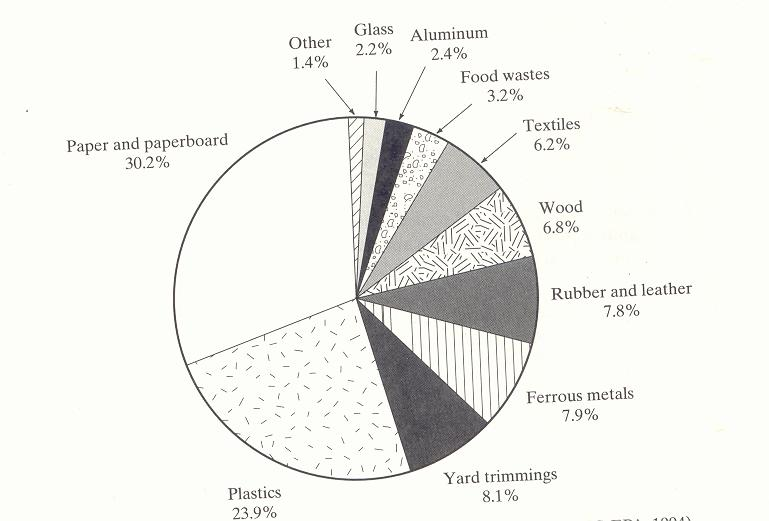 Glass
2.2%
Aluminum
2.4%
Other
1.4%
Food wastes
3.2%
Textiles
6.2%
Paper and paperboard
30.2%
Wood
6.8%
Rubber and leather
7.8%
Ferrous metals
7.9%
Yard trimmings
8.1%
Plastics
23.9%